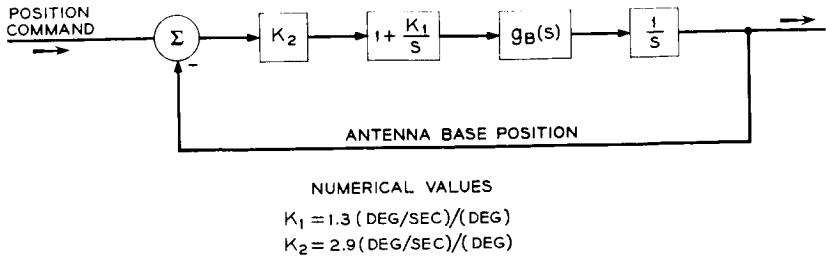 POSITION
COMMAND
Σ
-
K2
1 + K1/S
gB(S)
1/S
ANTENNA BASE POSITION
NUMERICAL VALUES
K1 = 1.3 (DEG/SEC)/(DEG)
K2 = 2.9 (DEG/SEC)/(DEG)